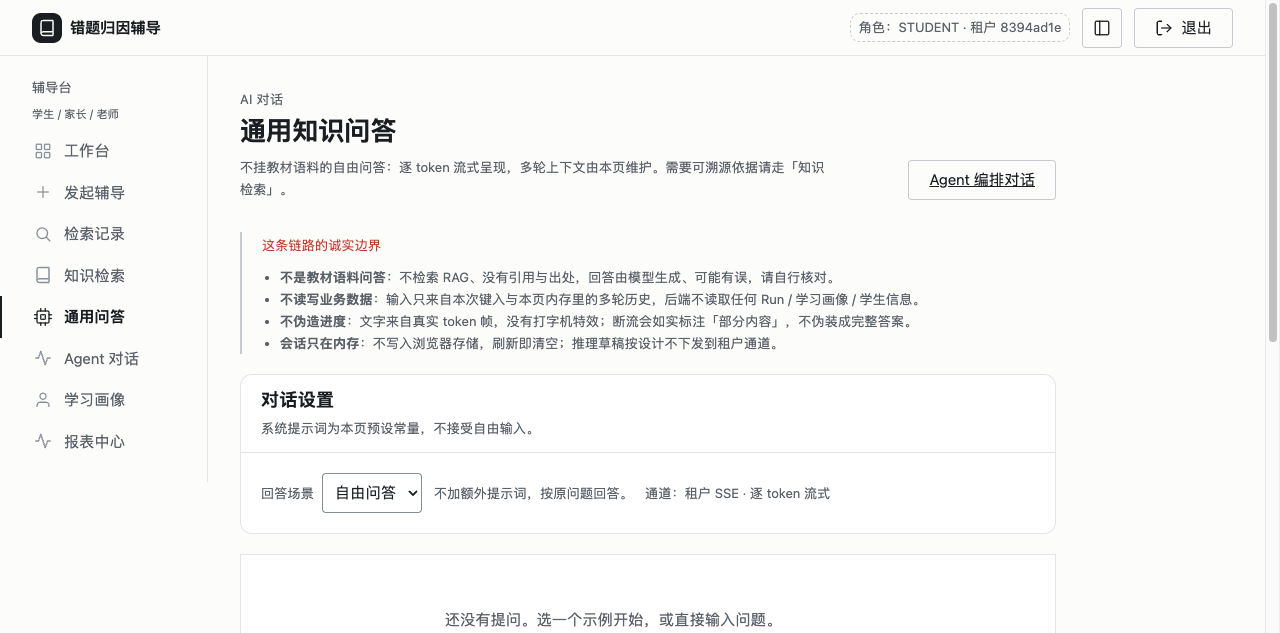 错题归因辅导
角色：STUDENT · 租户 8394ad1e
退出
辅导台
学生 / 家长 / 老师
工作台
发起辅导
检索记录
知识检索
通用问答
Agent 对话
学习画像
报表中心
AI 对话
通用知识问答
不挂教材语料的自由问答：逐 token 流式呈现，多轮上下文由本页维护。需要可溯源依据请走「知识
检索」。
Agent 编排对话
这条链路的诚实边界
不是教材语料问答：不检索 RAG、没有引用与出处，回答由模型生成、可能有误，请自行核对。
不读写业务数据：输入只来自本次键入与本页内存里的多轮历史，后端不读取任何 Run / 学习画像 / 学生信息。
不伪造进度：文字来自真实 token 帧，没有打字机特效；断流会如实标注「部分内容」，不伪装成完整答案。
会话只在内存：不写入浏览器存储，刷新即清空；推理草稿按设计不下发到租户通道。
对话设置
系统提示词为本页预设常量，不接受自由输入。
回答场景 自由问答 不加额外提示词，按原问题回答。 通道：租户 SSE · 逐 token 流式
还没有提问。选一个示例开始，或直接输入问题。